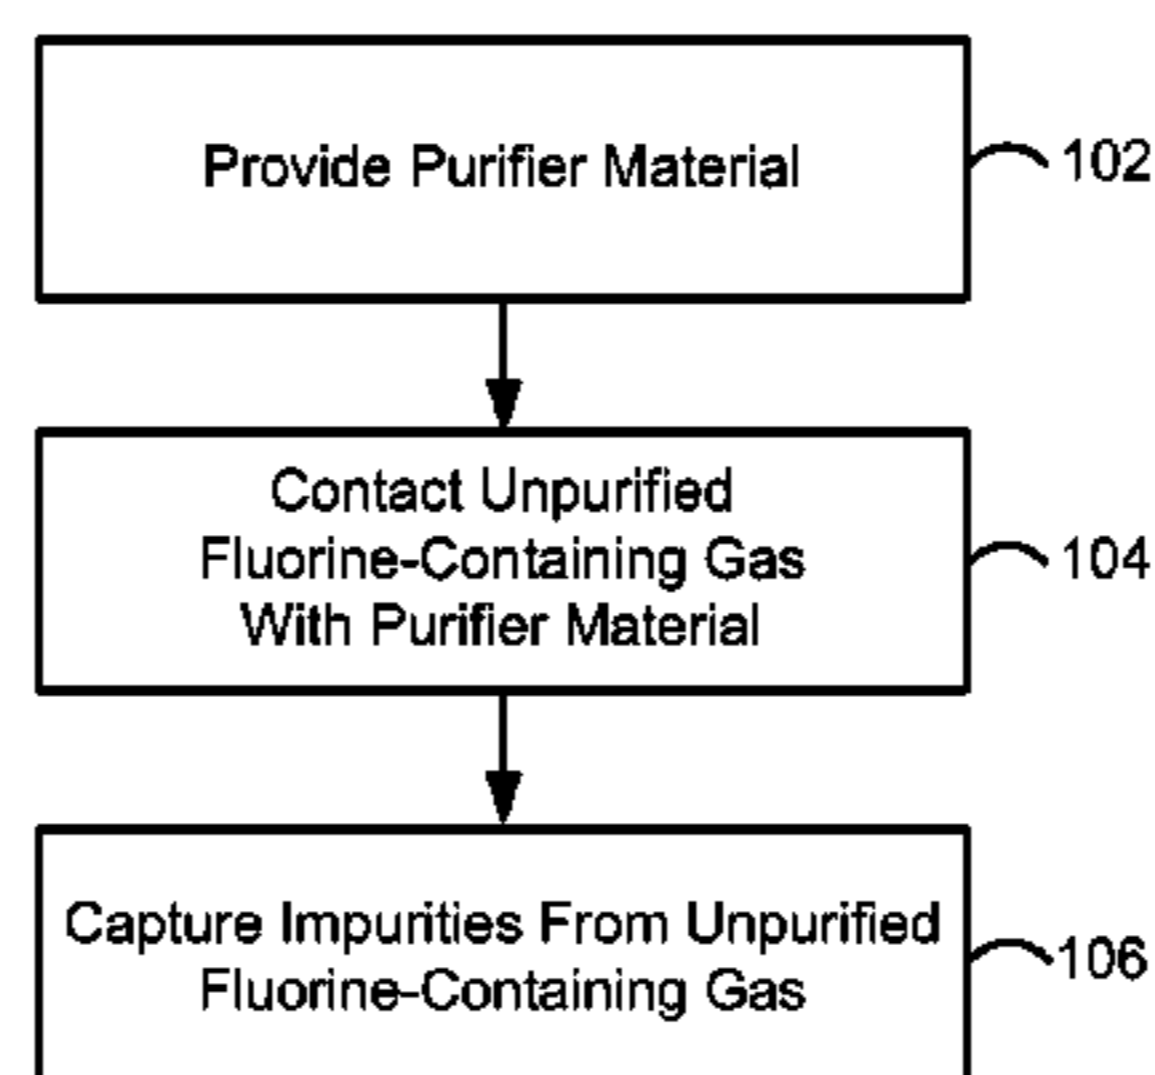 Provide Purifier Material
102
Contact Unpurified
Fluorine-Containing Gas
With Purifier Material
104
Capture Impurities From Unpurified
Fluorine-Containing Gas
106